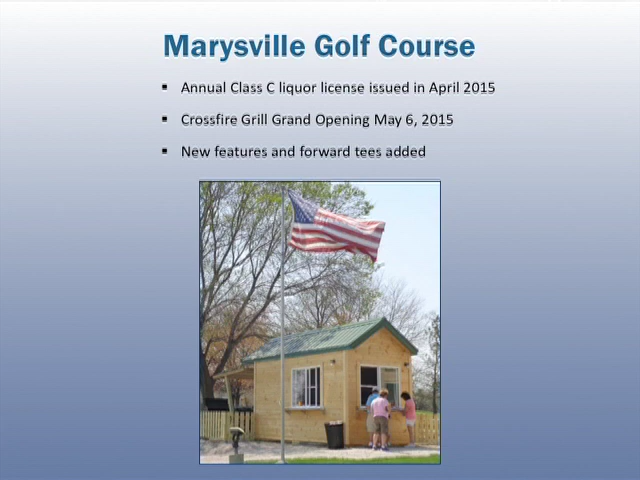 Marysville Golf Course
▪ Annual Class C liquor license issued in April 2015
▪ Crossfire Grill Grand Opening May 6, 2015
▪ New features and forward tees added